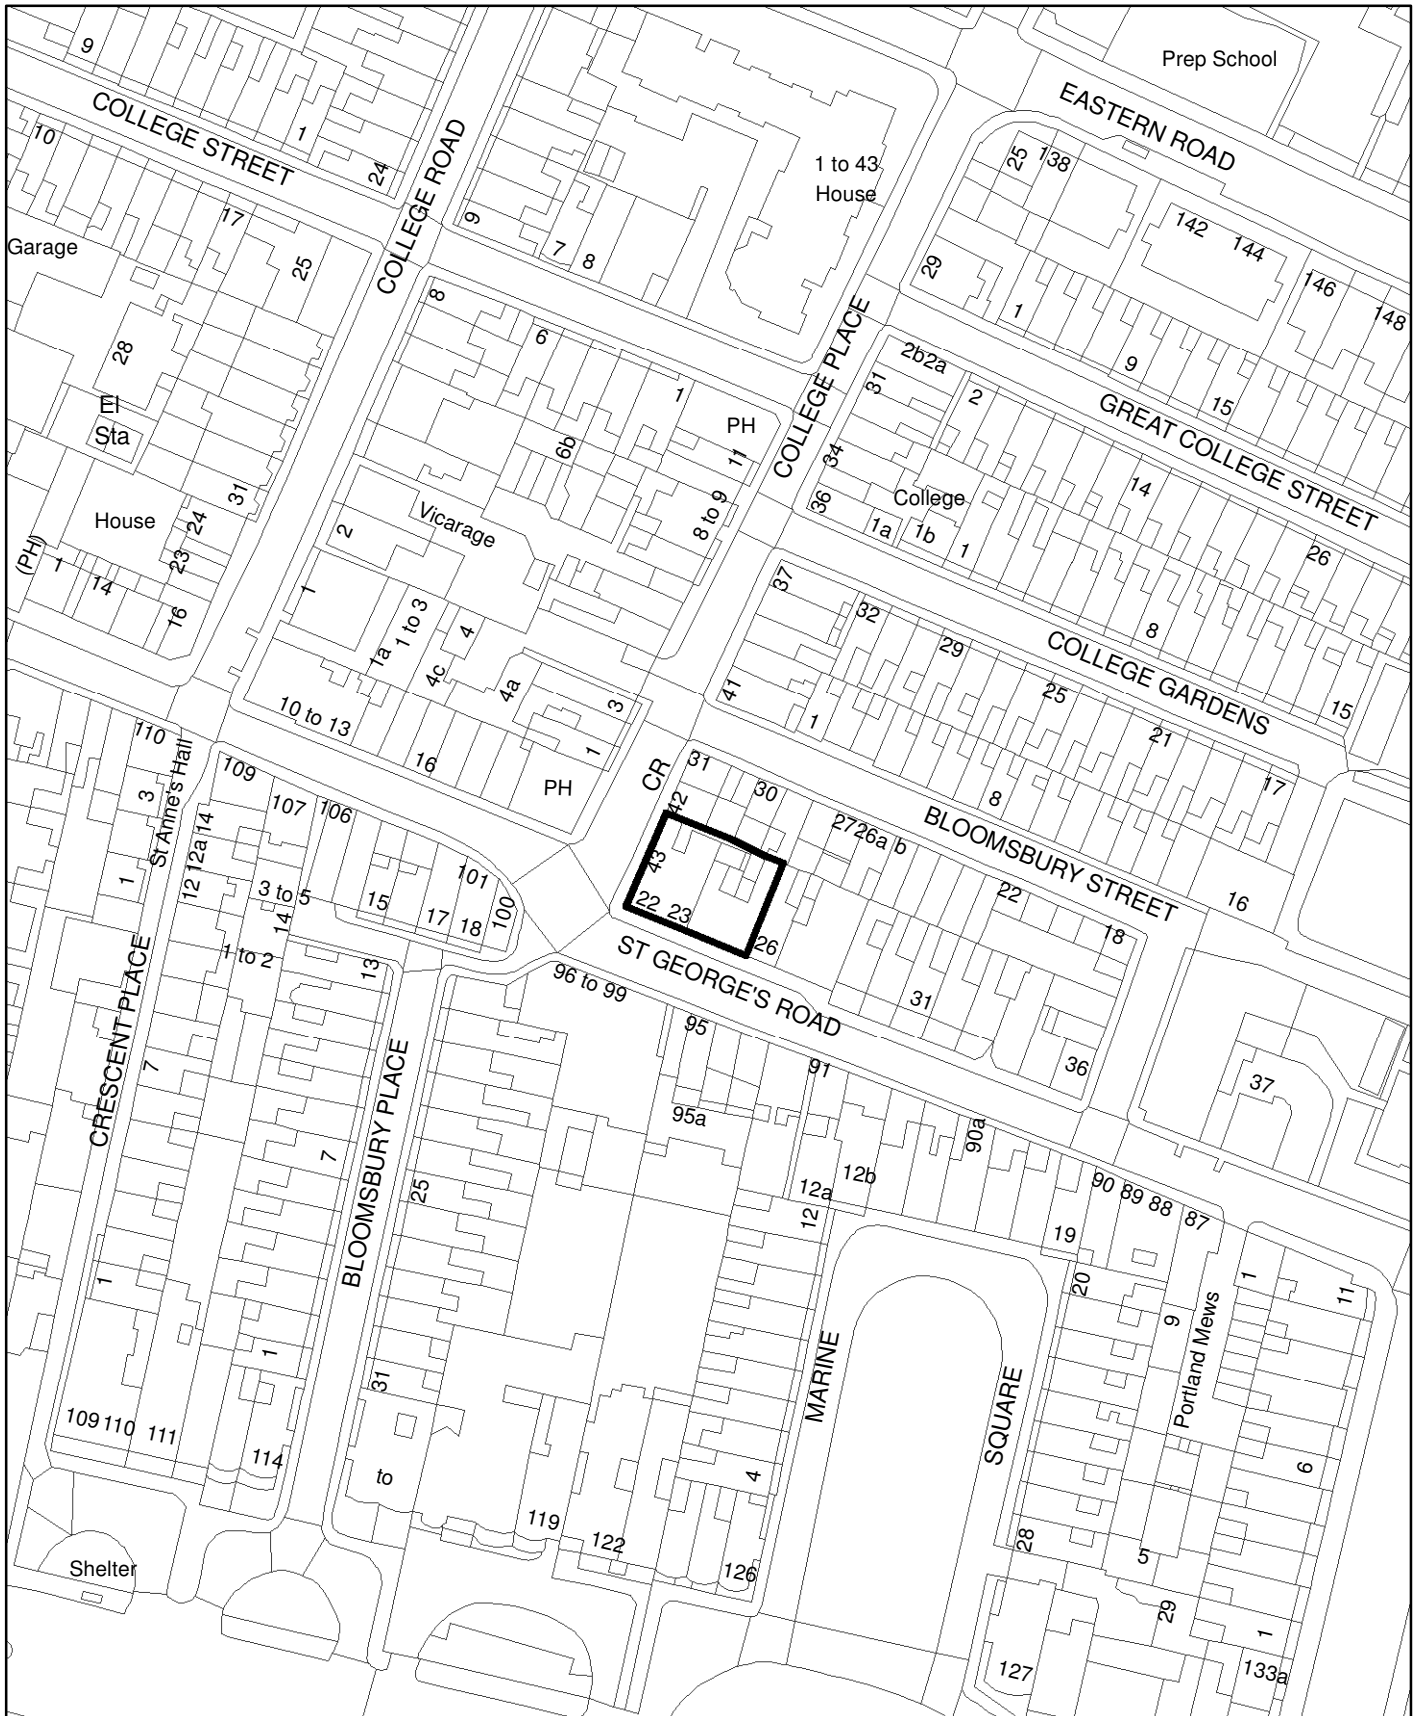 9
Prep School
EASTERN ROAD
COLLEGE STREET
10
1
24
COLLEGE ROAD
1 to 43
House
25
138
142
144
146
148
17
Garage
25
9
7
8
29
1
9
15
28
El
Sta
8
6
1
PH
11
6b
COLLEGE PLACE
2b2a
31
2
34
36
College
1a
1b
1
14
GREAT COLLEGE STREET
26
House
31
24
23
(PH)
1
14
16
Vicarage
2
1
8 to 9
37
32
29
8
COLLEGE GARDENS
25
21
15
17
1a
1 to 3
4
4c
4a
3
1
10 to 13
16
PH
41
1
8
BLOOMSBURY STREET
16
110
St Anne's Hall
3
1
109
107
106
14
12a
12
3 to 5
15
14
17
18
101
100
CR
31
42
30
43
22
23
26
2726a
b
22
18
ST GEORGE'S ROAD
31
36
37
1 to 2
13
96 to 99
95
91
95a
90a
12b
12a
12
CRESCENT PLACE
7
BLOOMSBURY PLACE
7
25
90
89
88
87
19
20
9
Portland Mews
1
11
1
1
31
MARINE
SQUARE
109
110
111
114
to
119
122
126
4
6
28
5
29
1
127
133a
Shelter